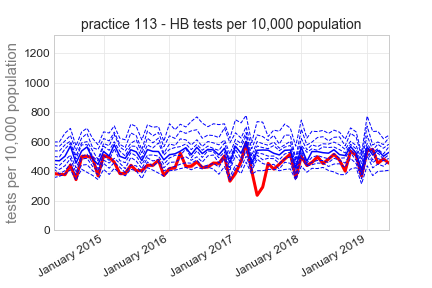 practice 113 - HB tests per 10,000 population
tests per 10,000 population
1200
1000
800
600
400
200
0
January 2015
January 2016
January 2017
January 2018
January 2019